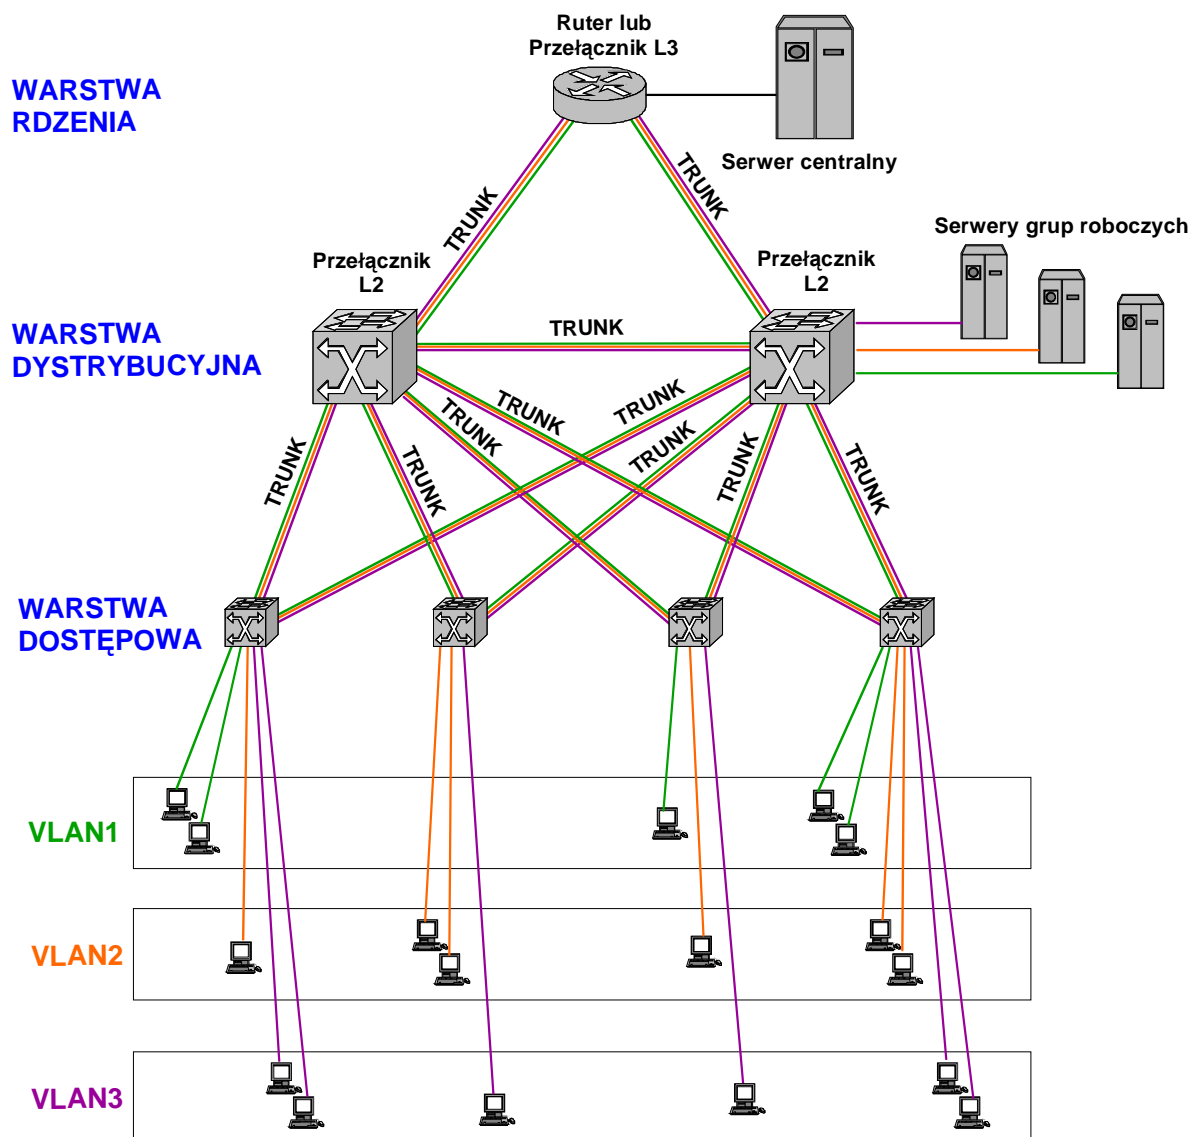 Ruter lub
Przełącznik L3
WARSTWA
RDZENIA
Serwer centralny
TRUNK
TRUNK
Serwery grup roboczych
Przełącznik
L2
Przełącznik
L2
WARSTWA
DYSTRYBUCYJNA
TRUNK
TRUNK
TRUNK
TRUNK
TRUNK
TRUNK
TRUNK
TRUNK
TRUNK
WARSTWA
DOSTĘPOWA
VLAN1
VLAN2
VLAN3